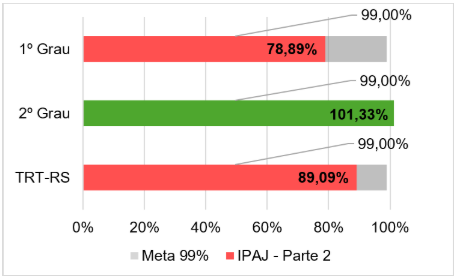 99,00%
1º Grau 78,89%
99,00%
2º Grau 101,33%
99,00%
TRT-RS 89,09%
0% 20% 40% 60% 80% 100%
Meta 99% IPAJ - Parte 2